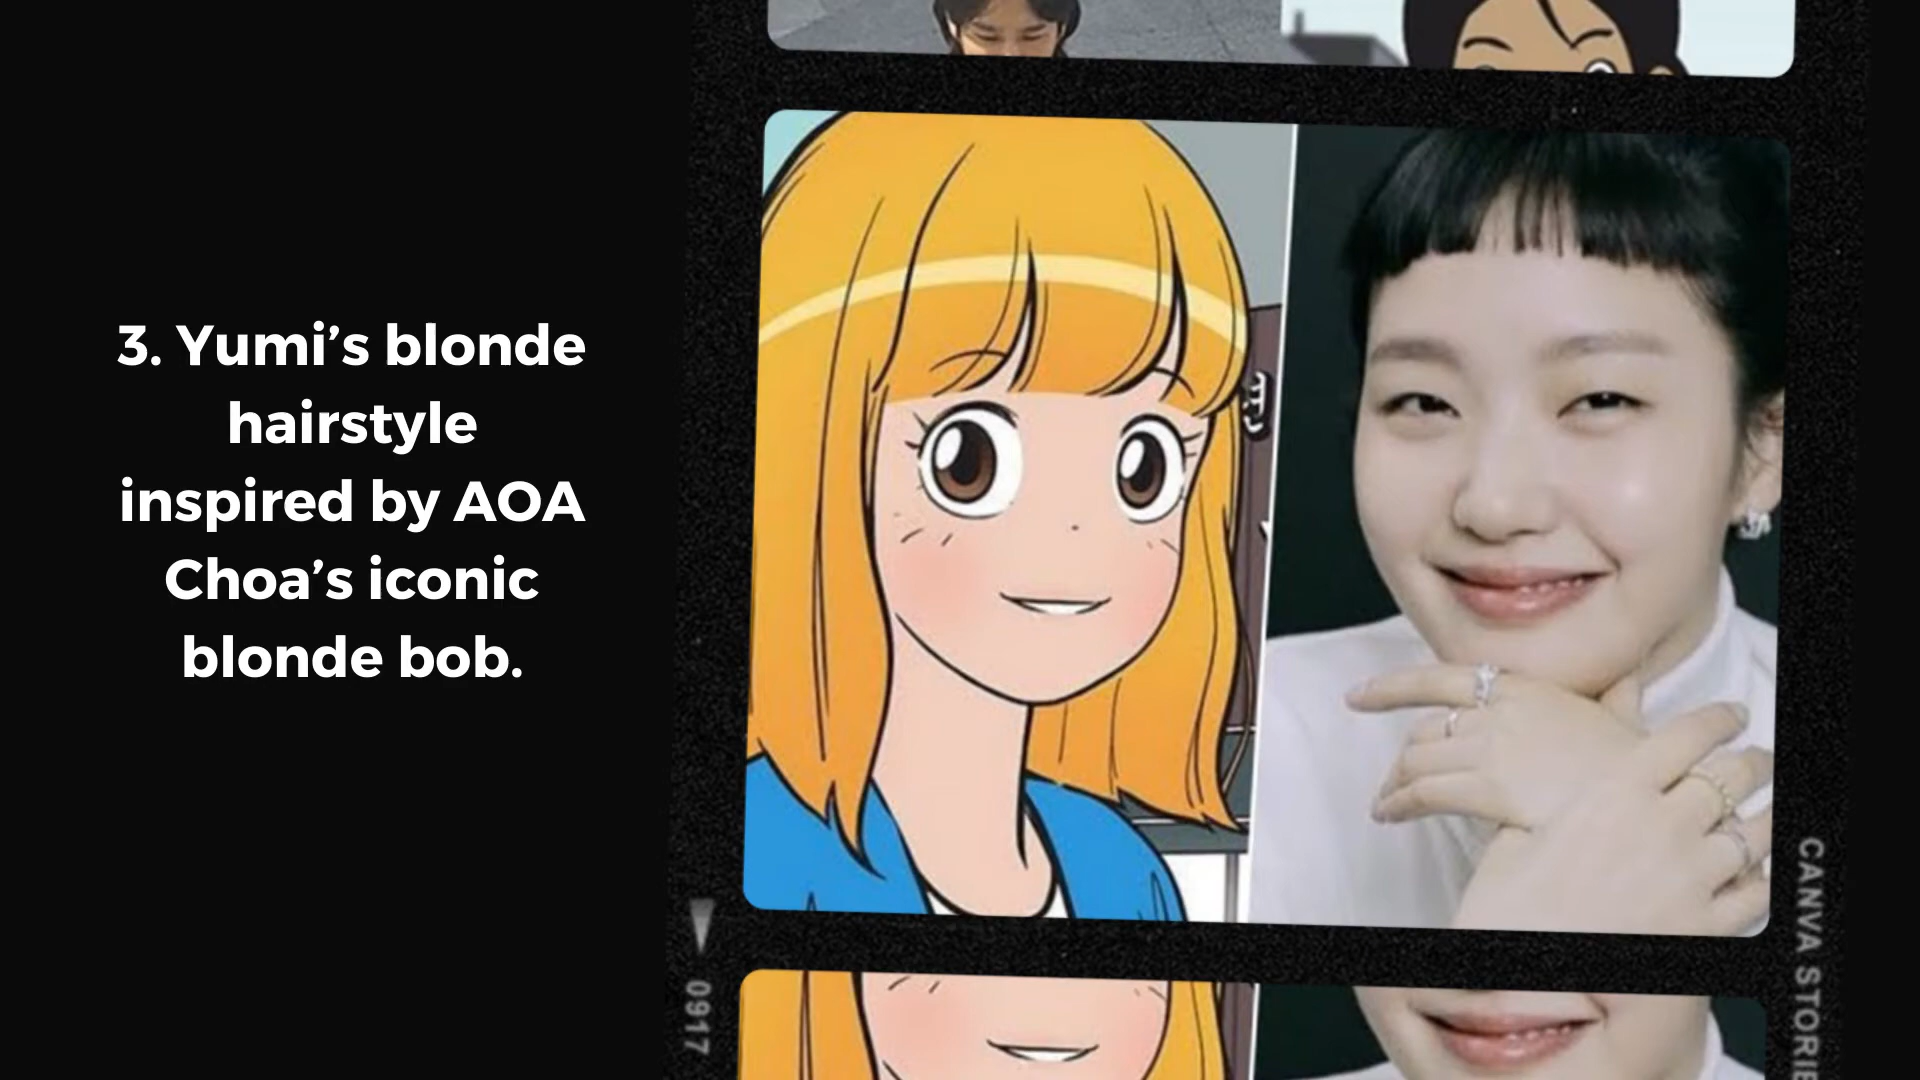 3. Yumi’s blonde
hairstyle
inspired by AOA
Choa’s iconic
blonde bob.
0917
CANVA STORIE